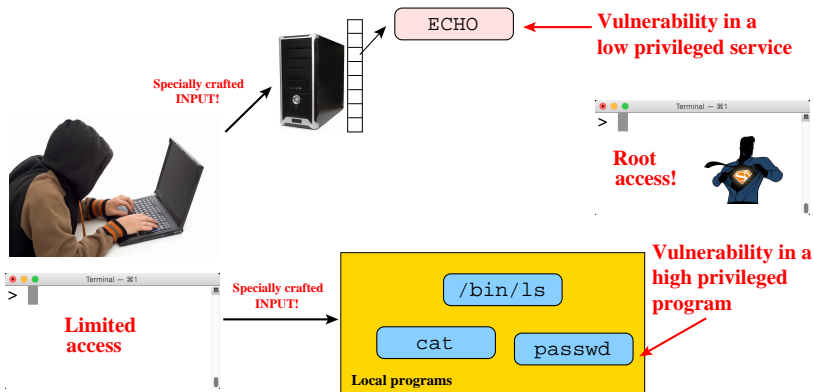 ECHO
Vulnerability in a
low privileged service
Specially crafted
INPUT!
Terminal — ⌘1
>
Root
access!
Terminal — ⌘1
>
Limited
access
Specially crafted
INPUT!
/bin/ls
cat
passwd
Local programs
Vulnerability in a
high privileged
program